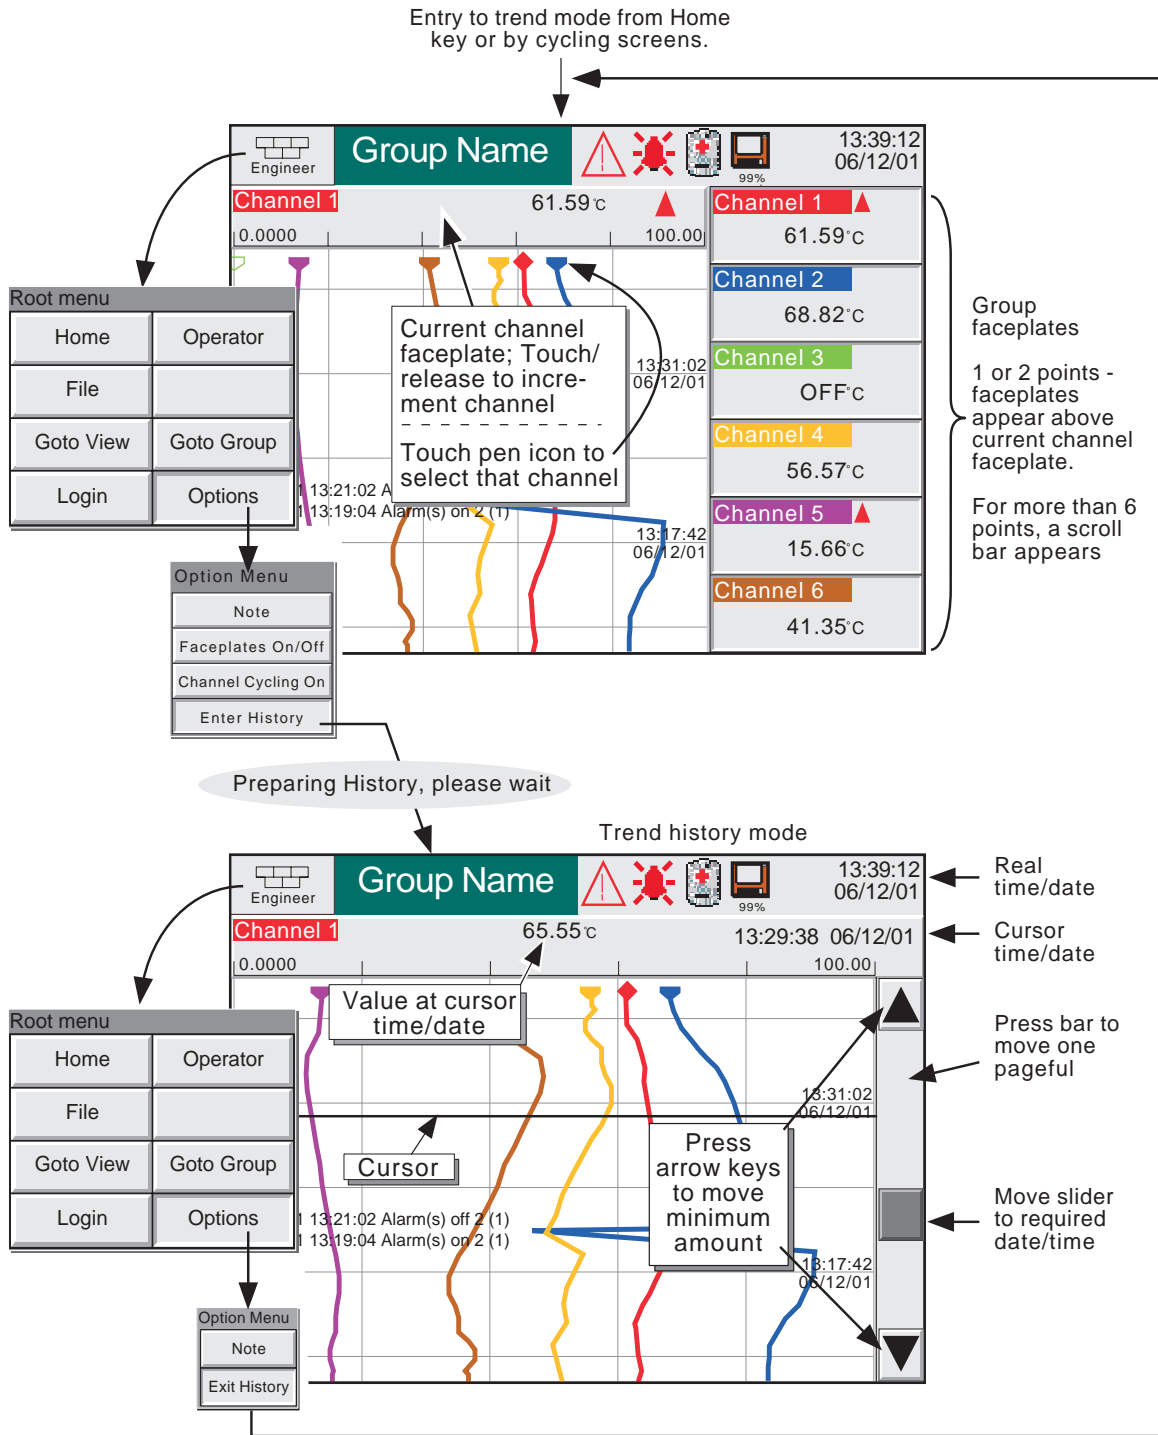 Entry to trend mode from Home
key or by cycling screens.
Engineer
Group Name
99%
13:39:12
06/12/01
Channel 1
61.59°C
0.0000
100.00
Channel 1
61.59°C
Channel 2
68.82°C
Channel 3
OFF°C
Channel 4
56.57°C
Channel 5
15.66°C
Channel 6
41.35°C
Group
faceplates
1 or 2 points -
faceplates
appear above
current channel
faceplate.
For more than 6
points, a scroll
bar appears
Current channel
faceplate; Touch/
release to incre-
ment channel
Touch pen icon to
select that channel
13:31:02
06/12/01
1 13:21:02 A
1 13:19:04 Alarm(s) on 2 (1)
13:17:42
06/12/01
Root menu
Home
Operator
File
Goto View
Goto Group
Login
Options
Option Menu
Note
Faceplates On/Off
Channel Cycling On
Enter History
Preparing History, please wait
Trend history mode
Engineer
Group Name
99%
13:39:12
06/12/01
Real
time/date
Channel 1
65.55°C
13:29:38 06/12/01
Cursor
time/date
0.0000
100.00
Value at cursor
time/date
Press bar to
move one
pageful
13:31:02
06/12/01
Cursor
Press
arrow keys
to move
minimum
amount
Move slider
to required
date/time
1 13:21:02 Alarm(s) off 2 (1)
1 13:19:04 Alarm(s) on 2 (1)
13:17:42
06/12/01
Root menu
Home
Operator
File
Goto View
Goto Group
Login
Options
Option Menu
Note
Exit History